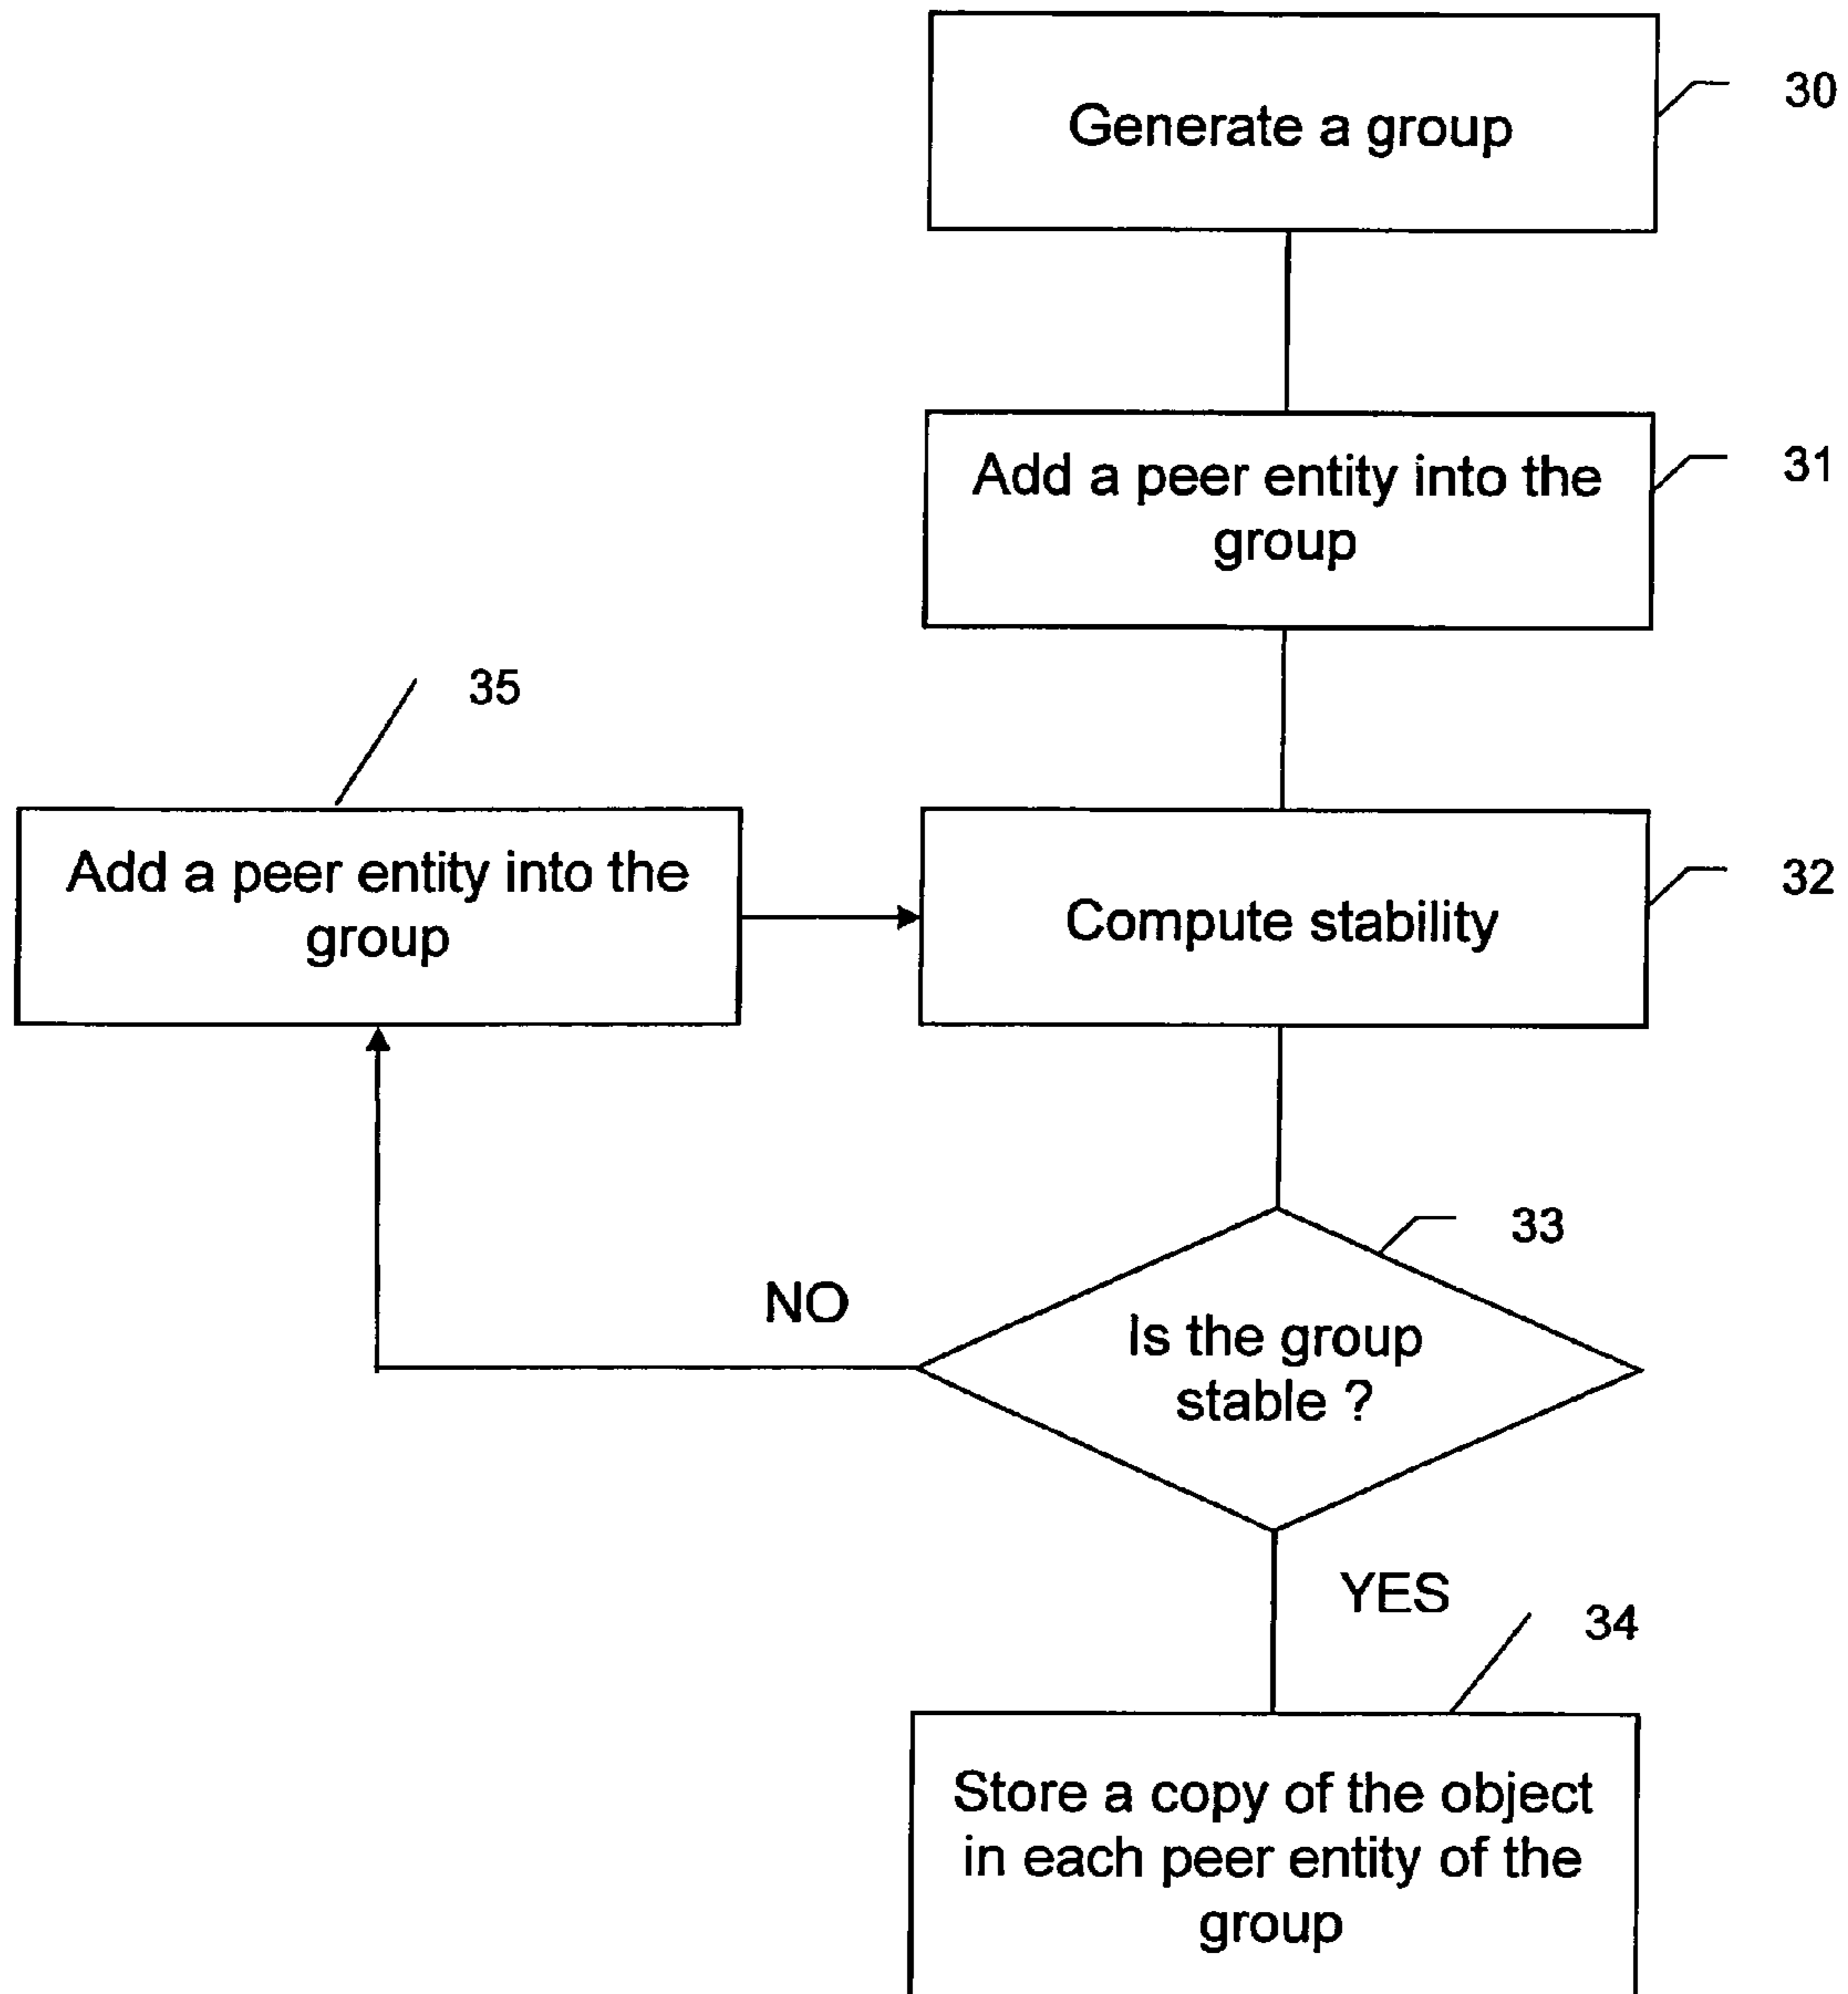 Generate a group
30
Add a peer entity into the
group
31
35
Add a peer entity into the
group
Compute stability
32
33
NO
Is the group
stable ?
YES
34
Store a copy of the object
in each peer entity of the
group